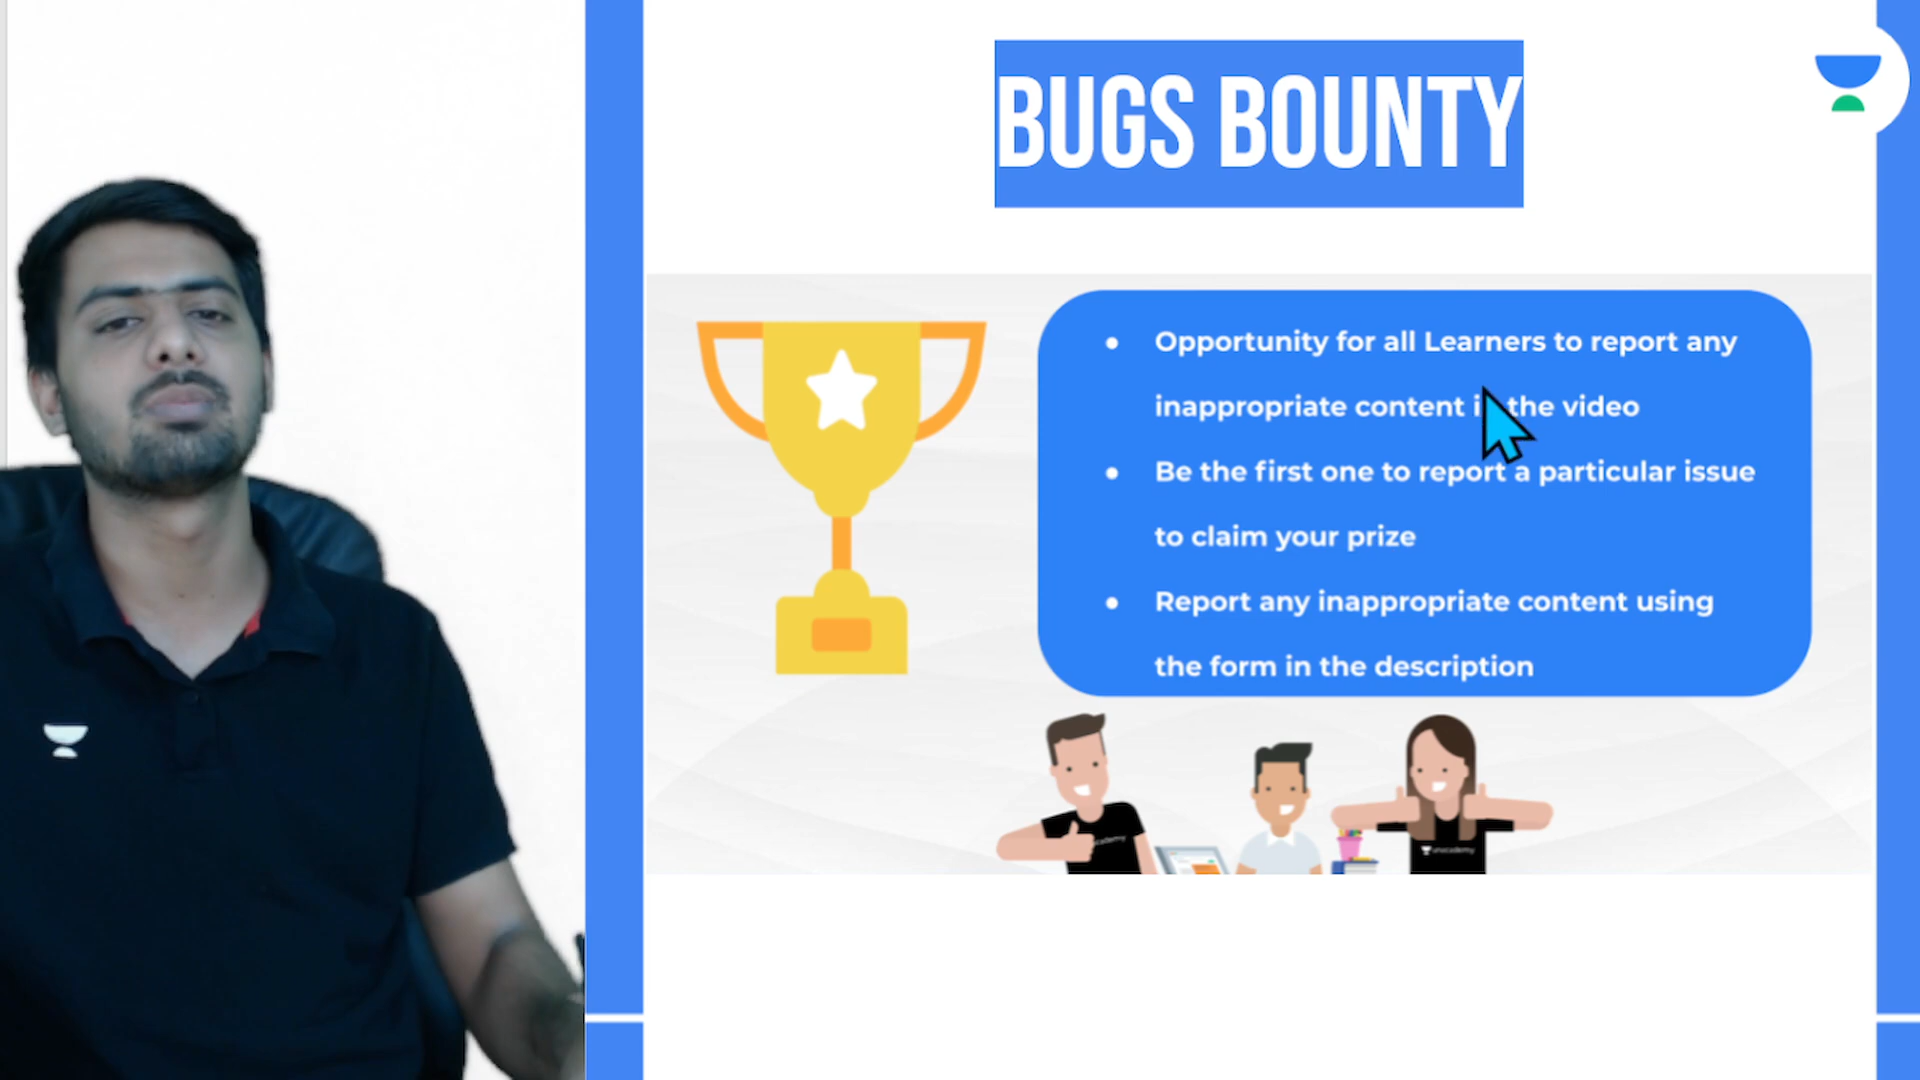 BUGS BOUNTY
• Opportunity for all Learners to report any
inappropriate content in the video
• Be the first one to report a particular issue
to claim your prize
• Report any inappropriate content using
the form in the description
unacademy